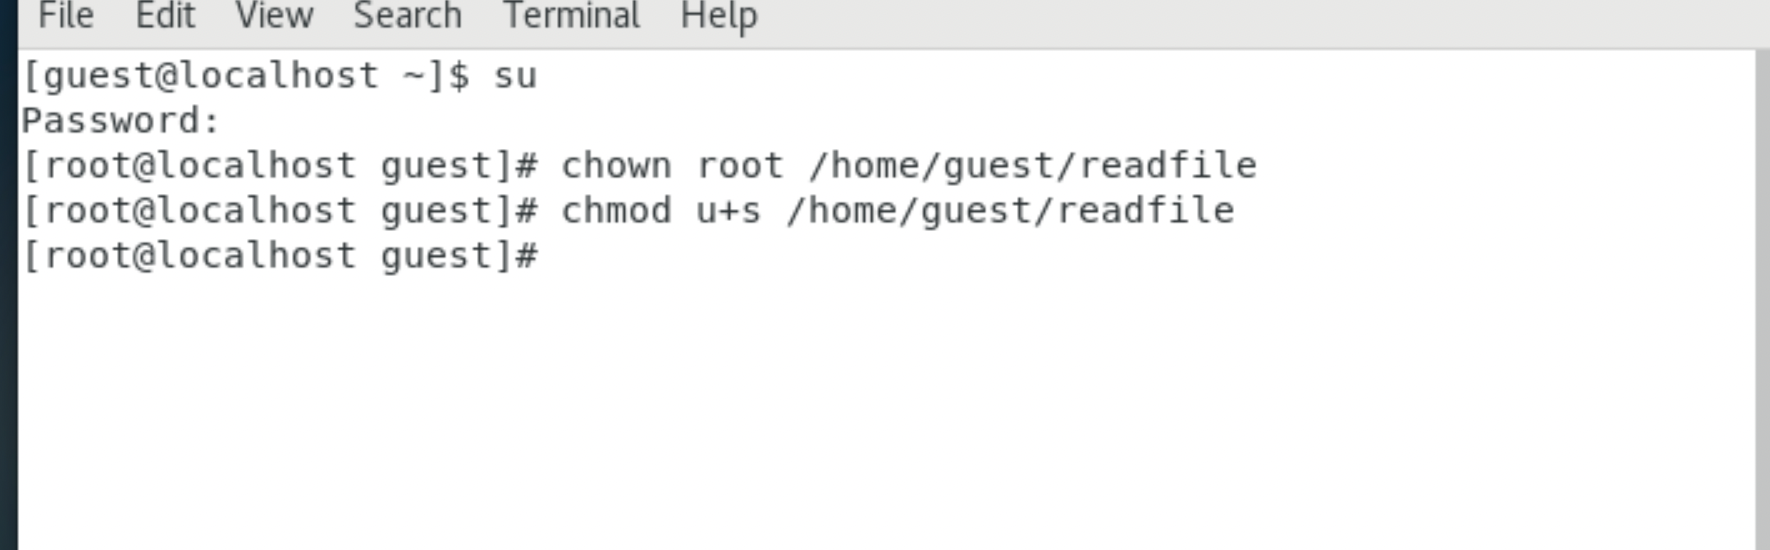 File Edit View Search Terminal Help
[guest@localhost ~]$ su
Password:
[root@localhost guest]# chown root /home/guest/readfile
[root@localhost guest]# chmod u+s /home/guest/readfile
[root@localhost guest]#